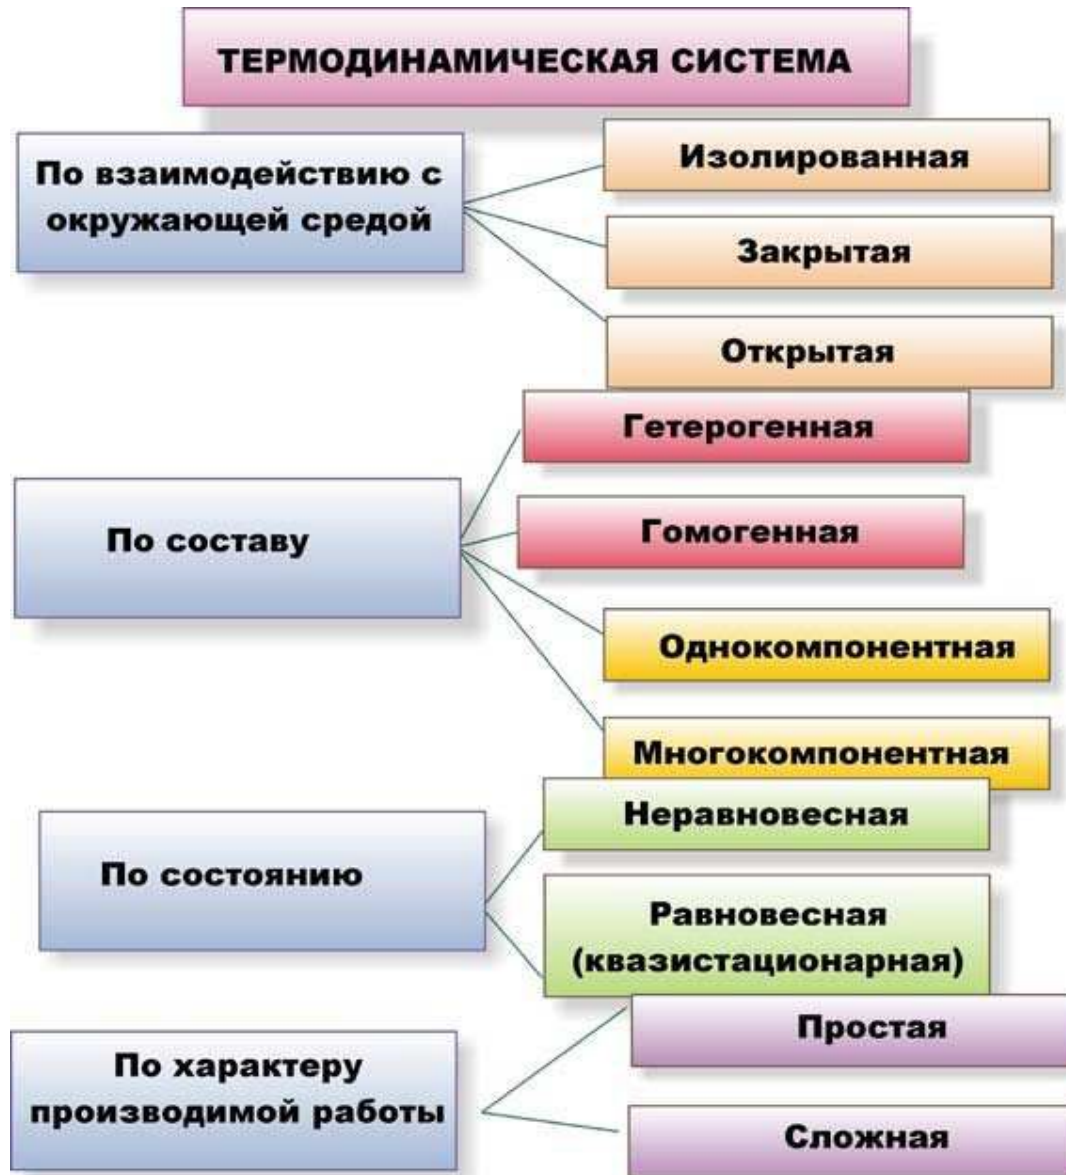 ТЕРМОДИНАМИЧЕСКАЯ СИСТЕМА
По взаимодействию с
окружающей средой
Изолированная
Закрытая
Открытая
По составу
Гетерогенная
Гомогенная
Однокомпонентная
Многокомпонентная
По состоянию
Неравновесная
Равновесная
(квазистационарная)
По характеру
производимой работы
Простая
Сложная